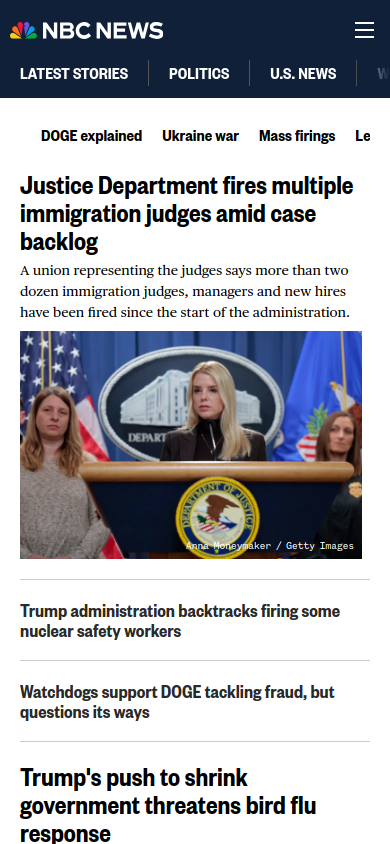 NBC NEWS
LATEST STORIES
POLITICS
U.S. NEWS
DOGE explained
Ukraine war
Mass firings
Le
Justice Department fires multiple
immigration judges amid case
backlog
A union representing the judges says more than two
dozen immigration judges, managers and new hires
have been fired since the start of the administration.
DEPART
DEPARTMENT OF JUSTICE
Anna Moneymaker / Getty Images
Trump administration backtracks firing some
nuclear safety workers
Watchdogs support DOGE tackling fraud, but
questions its ways
Trump's push to shrink
government threatens bird flu
response